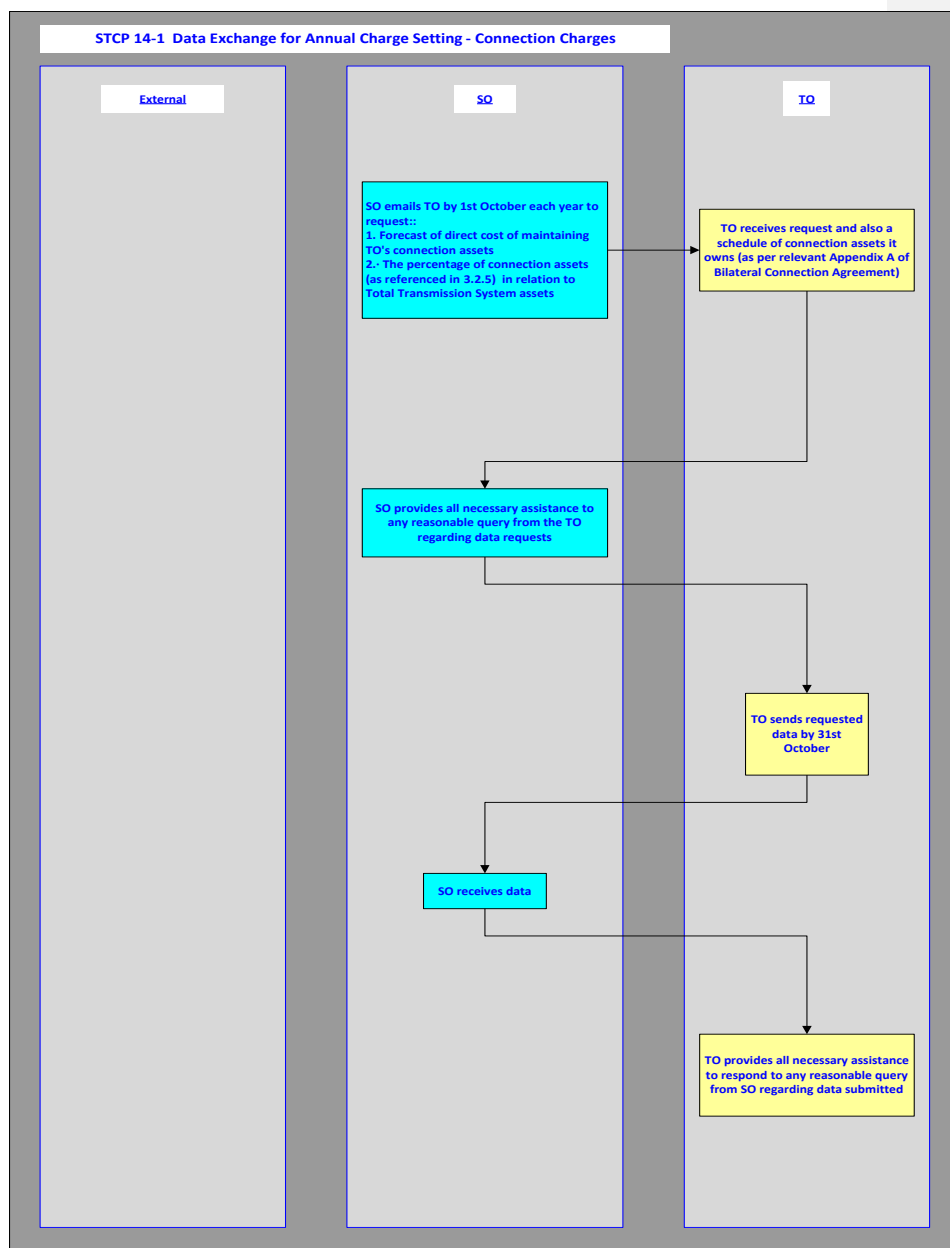 STCP 14-1 Data Exchange for Annual Charge Setting - Connection Charges
External
SO
TO
SO emails TO by 1st October each year to
request::
1. Forecast of direct cost of maintaining
TO's connection assets
2.· The percentage of connection assets
(as referenced in 3.2.5) in relation to
Total Transmission System assets
TO receives request and also a
schedule of connection assets it
owns (as per relevant Appendix A of
Bilateral Connection Agreement)
SO provides all necessary assistance to
any reasonable query from the TO
regarding data requests
TO sends requested
data by 31st
October
SO receives data
TO provides all necessary assistance
to respond to any reasonable query
from SO regarding data submitted